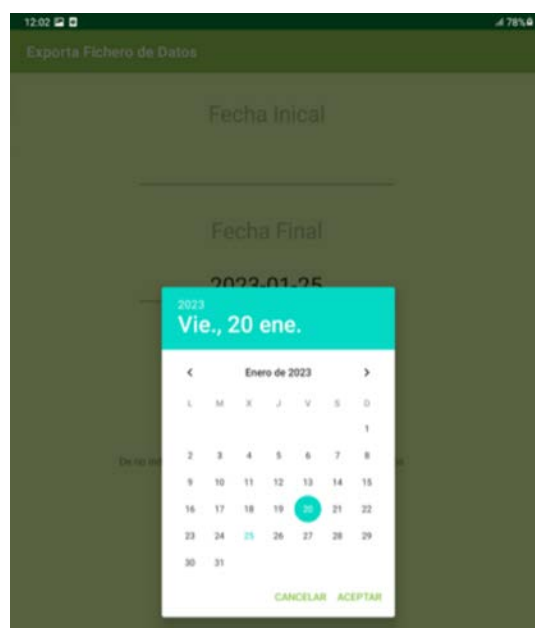 12:02 78%
Exporta Fichero de Datos
Fecha Inical
Fecha Final
2023-01-25
2023
Vie., 20 ene.
Enero de 2023
L M X J V S D
1
2 3 4 5 6 7 8
9 10 11 12 13 14 15
16 17 18 19 20 21 22
23 24 25 26 27 28 29
30 31
De no
CANCELAR ACEPTAR